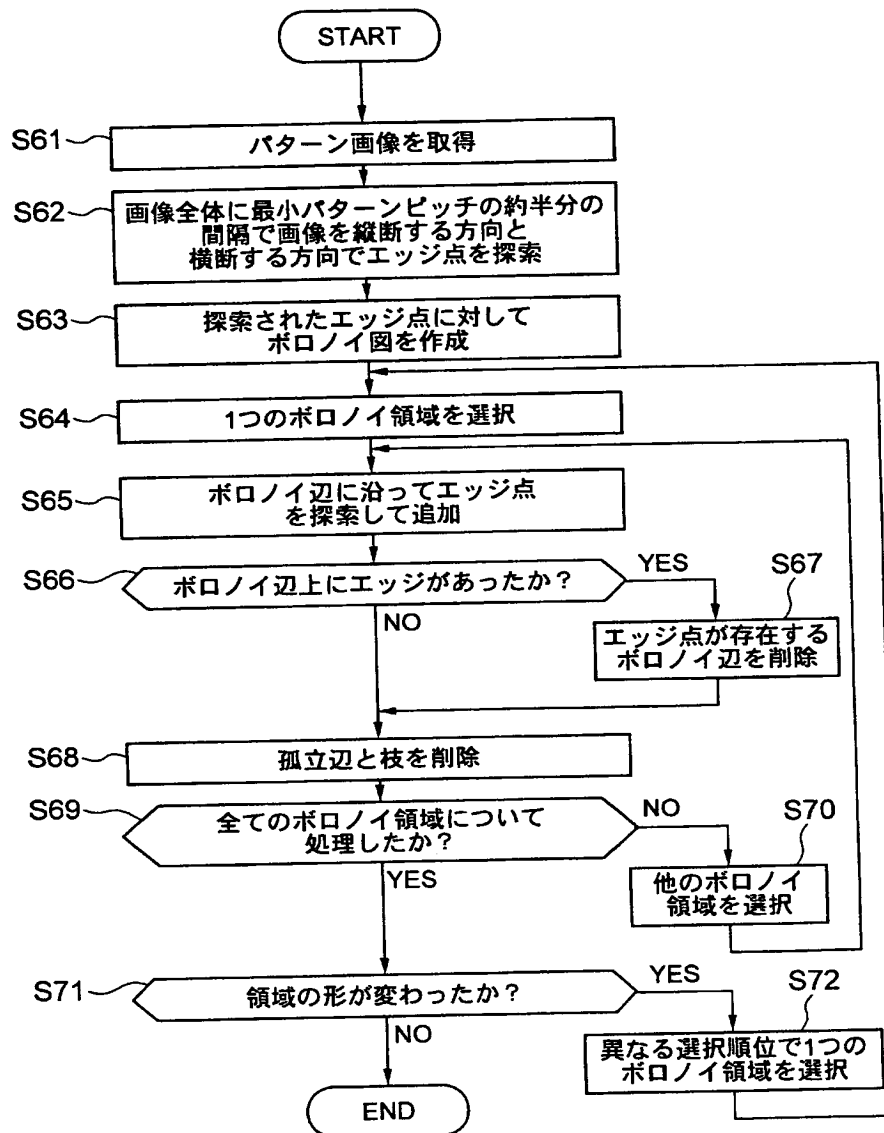 START
S61
パターン画像を取得
S62
画像全体に最小パターンピッチの約半分の
間隔で画像を縦断する方向と
横断する方向でエッジ点を探索
S63
探索されたエッジ点に対して
ボロノイ図を作成
S64
1つのボロノイ領域を選択
S65
ボロノイ辺に沿ってエッジ点
を探索して追加
S66
ボロノイ辺上にエッジがあったか?
YES
NO
S67
エッジ点が存在する
ボロノイ辺を削除
S68
孤立辺と枝を削除
S69
全てのボロノイ領域について
処理したか?
NO
YES
S70
他のボロノイ
領域を選択
S71
領域の形が変わったか?
YES
NO
S72
異なる選択順位で1つの
ボロノイ領域を選択
END